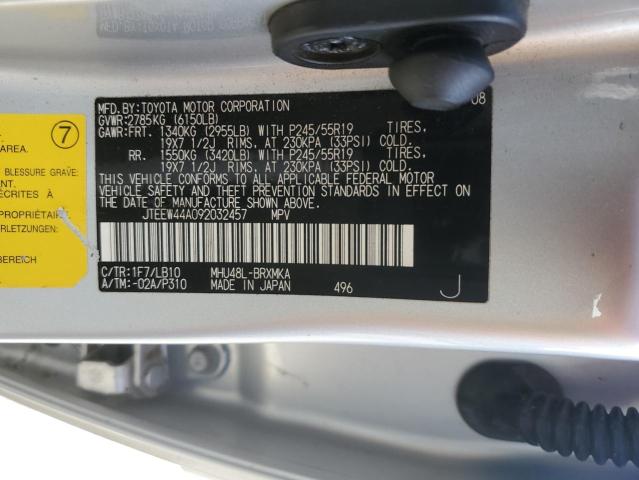 7
AREA.
BLESSURE GRAVE
ÉCRITES À
PROPRIÉTAIRE
ERLETZUNGEN:
BEREICH
08
MFD. BY: TOYOTA MOTOR CORPORATION
GVWR: 2785KG (6150LB)
GAWR: FRT. 1340KG (2955LB) WITH P245/55R19 TIRES,
19X7 1/2J RIMS, AT 230KPA (33PSI) COLD.
RR. 1550KG (3420LB) WITH P245/55R19 TIRES,
19X7 1/2J RIMS, AT 230KPA (33PSI) COLD.
THIS VEHICLE CONFORMS TO ALL APPLICABLE FEDERAL MOTOR
VEHICLE SAFETY AND THEFT PREVENTION STANDARDS IN EFFECT ON
THE DATE OF MANUFACTURE SHOWN ABOVE.
JTEEW44A092032457 MPV
C/TR: 1F7/LB10 MHU48L-BRXMKA
A/TM: -02A/P310 MADE IN JAPAN 496 J